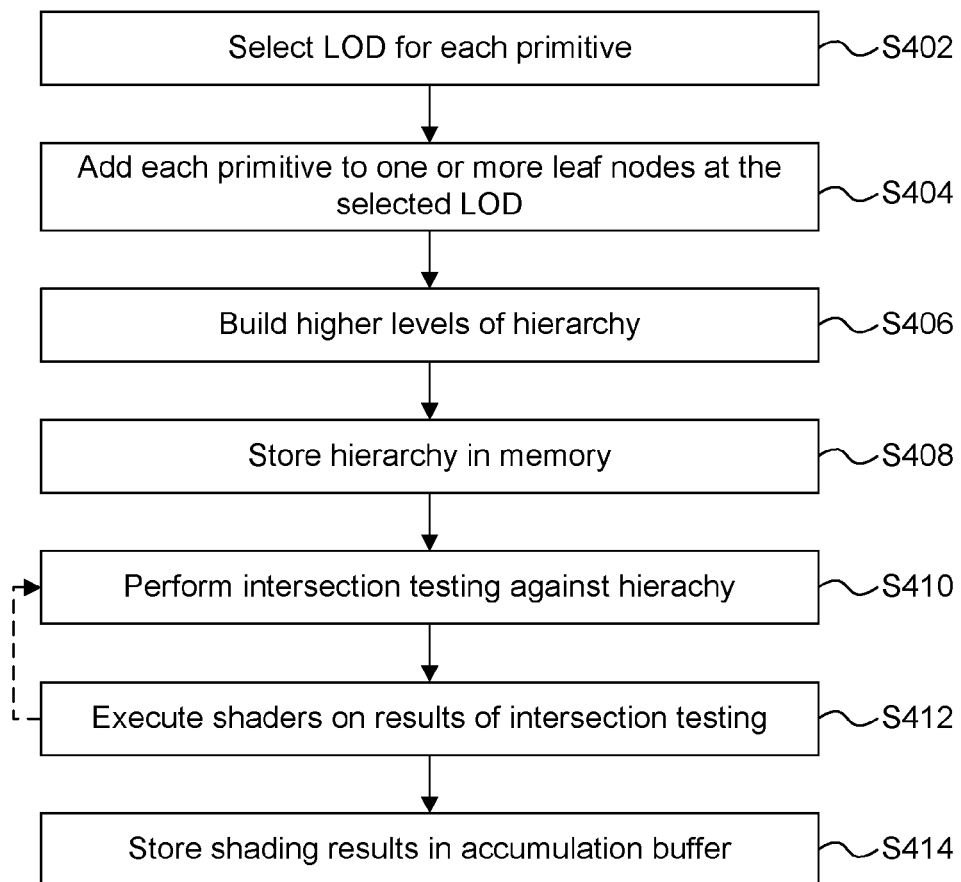 Select LOD for each primitive
S402
Add each primitive to one or more leaf nodes at the
selected LOD
S404
Build higher levels of hierarchy
S406
Store hierarchy in memory
S408
Perform intersection testing against hierachy
S410
Execute shaders on results of intersection testing
S412
Store shading results in accumulation buffer
S414